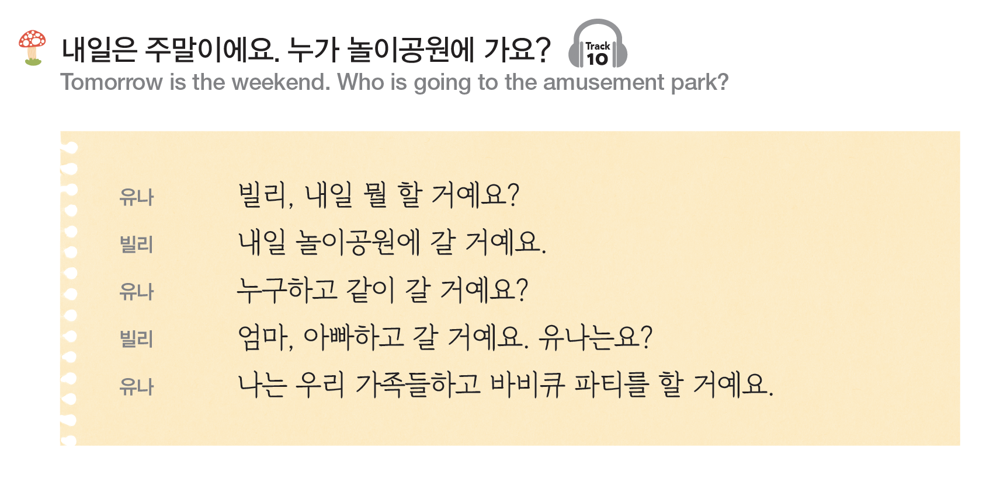 내일은 주말이에요. 누가 놀이공원에 가요?
Track
10
Tomorrow is the weekend. Who is going to the amusement park?
유나 빌리, 내일 뭘 할 거예요?
빌리 내일 놀이공원에 갈 거예요.
유나 누구하고 같이 갈 거예요?
빌리 엄마, 아빠하고 갈 거예요. 유나는요?
유나 나는 우리 가족들하고 바비큐 파티를 할 거예요.